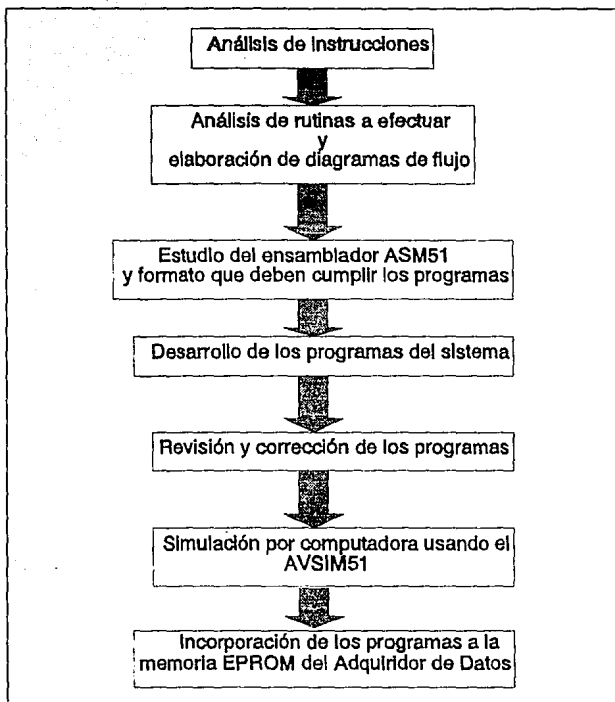 Análisis de instrucciones
Análisis de rutinas a efectuar
y
elaboración de diagramas de flujo
Estudio del ensamblador ASM51
y formato que deben cumplir los programas
Desarrollo de los programas del sistema
Revisión y corrección de los programas
Simulación por computadora usando el
AVSIM51
Incorporación de los programas a la
memoria EPROM del Adquiridor de Datos